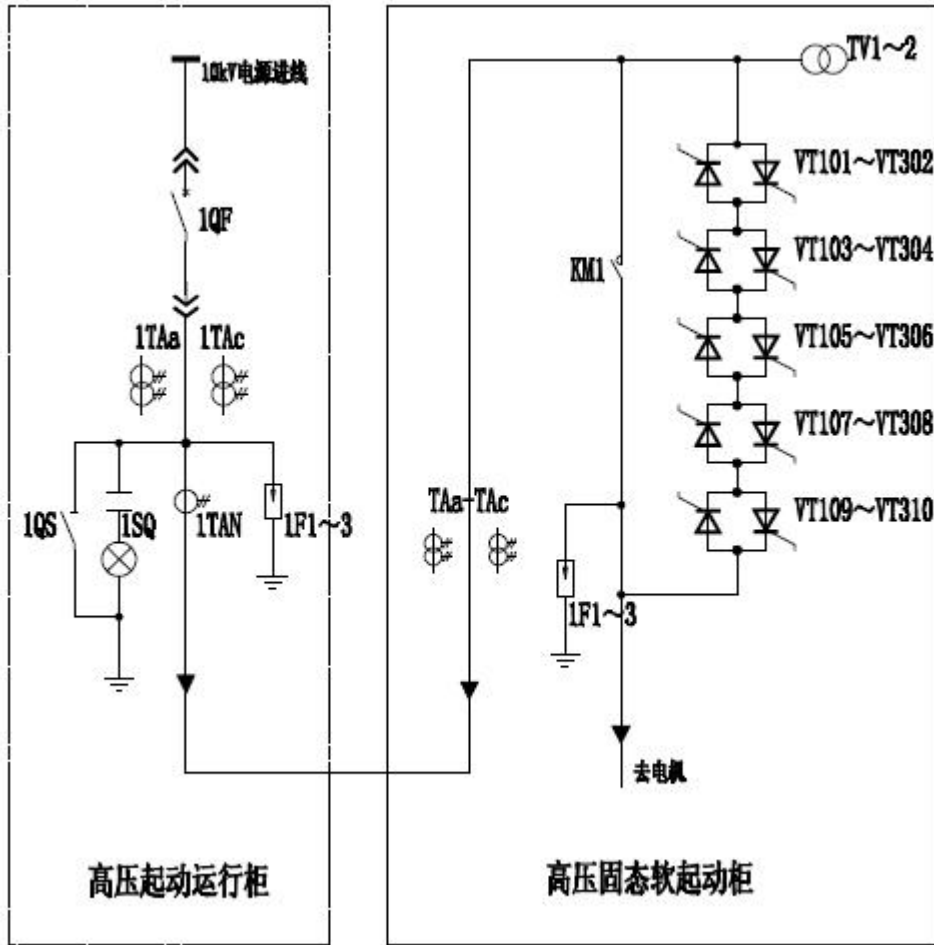 10kV电源进线
1QF
1TAa
1TAc
1QS
1SQ
1TAN
1F1～3
高压起动运行柜
TV1～2
VT101～VT302
KM1
VT103～VT304
VT105～VT306
VT107～VT308
TAa-TAc
VT109～VT310
1F1～3
去电机
高压固态软起动柜